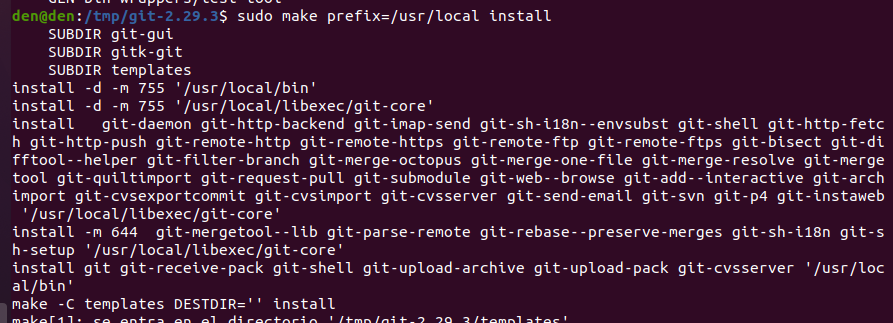 GEN bin-wrappers/test-tool
den@den:/tmp/git-2.29.3$ sudo make prefix=/usr/local install
SUBDIR git-gui
SUBDIR gitk-git
SUBDIR templates
install -d -m 755 '/usr/local/bin'
install -d -m 755 '/usr/local/libexec/git-core'
install   git-daemon git-http-backend git-imap-send git-sh-i18n--envsubst git-shell git-http-fetc
h git-http-push git-remote-http git-remote-https git-remote-ftp git-remote-ftps git-bisect git-di
fftool--helper git-filter-branch git-merge-octopus git-merge-one-file git-merge-resolve git-merge
tool git-quiltimport git-request-pull git-submodule git-web--browse git-add--interactive git-arch
import git-cvsexportcommit git-cvsimport git-cvsserver git-send-email git-svn git-p4 git-instaweb
'/usr/local/libexec/git-core'
install -m 644  git-mergetool--lib git-parse-remote git-rebase--preserve-merges git-sh-i18n git-s
h-setup '/usr/local/libexec/git-core'
install git git-receive-pack git-shell git-upload-archive git-upload-pack git-cvsserver '/usr/loc
al/bin'
make -C templates DESTDIR='' install
make[1]: se entra en el directorio '/tmp/git-2.29.3/templates'